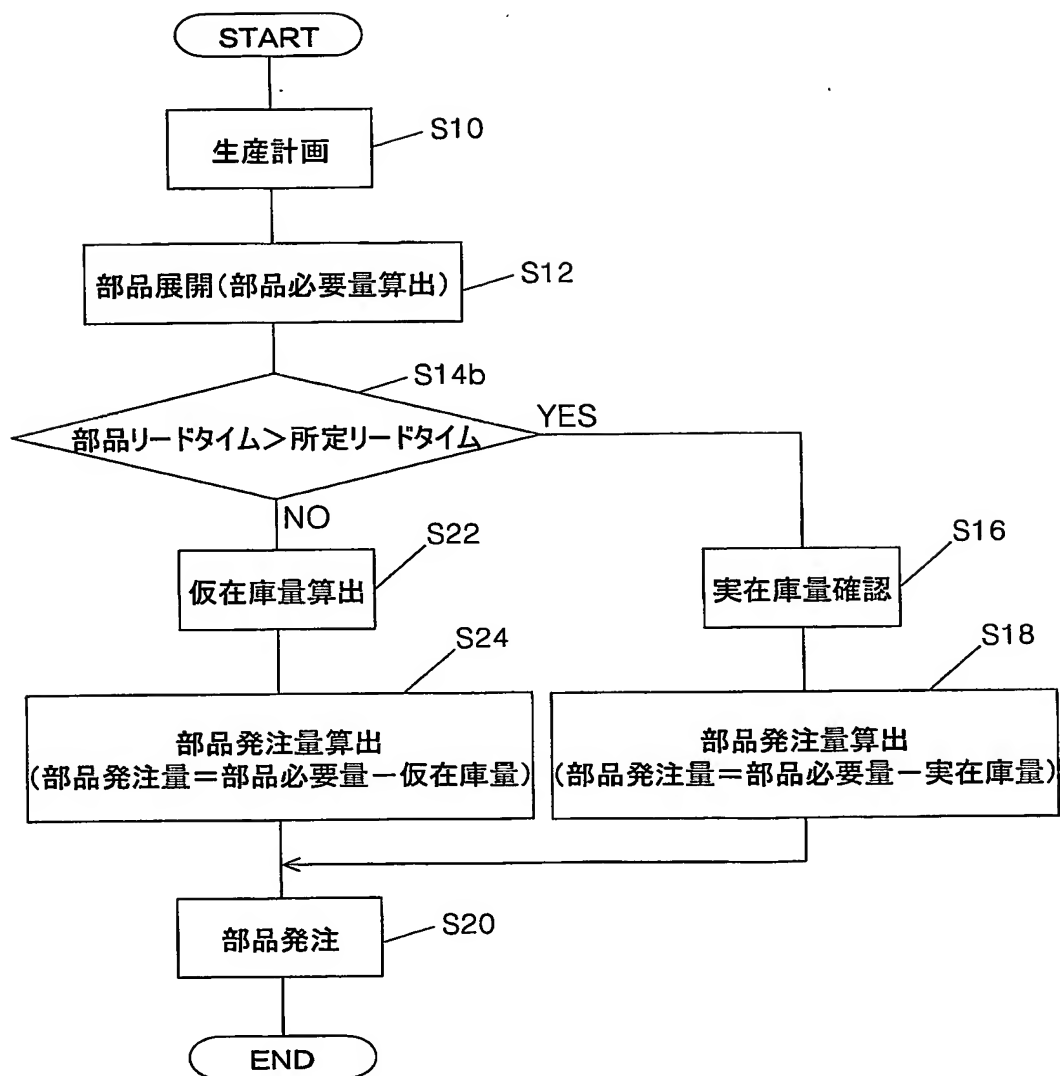 START
生産計画
S10
部品展開(部品必要量算出)
S12
S14b
部品リードタイム>所定リードタイム
YES
NO
S22
仮在庫量算出
S16
実在庫量確認
S24
部品発注量算出
(部品発注量=部品必要量-仮在庫量)
S18
部品発注量算出
(部品発注量=部品必要量-実在庫量)
部品発注
S20
END